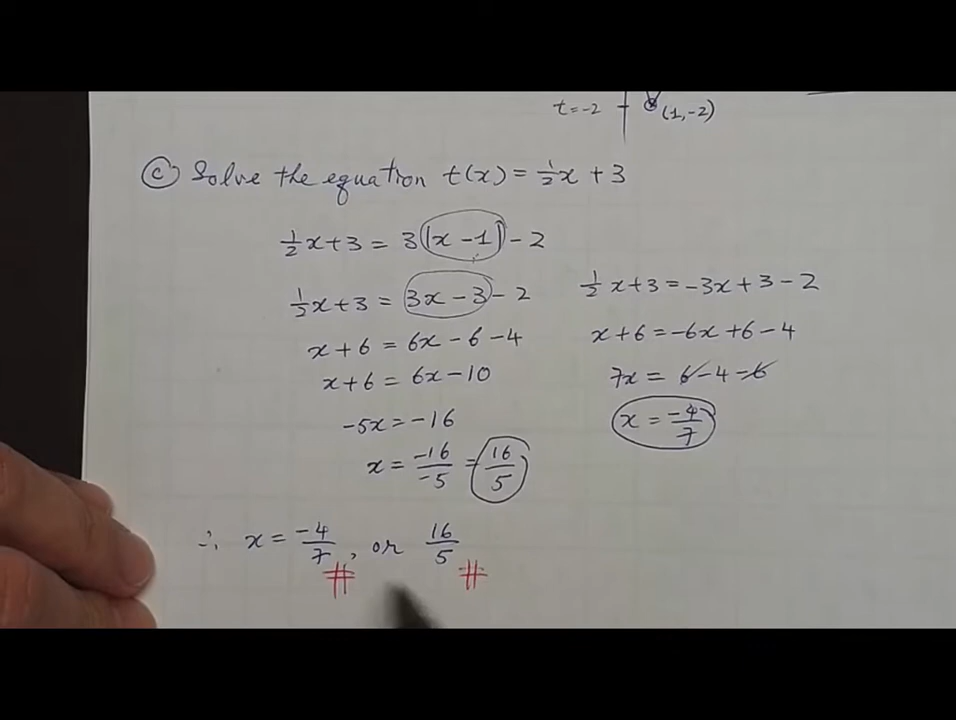 t=-2 (1,-2)
(c) Solve the equation t(x) = 1/2x + 3
1/2x+3 = 3|x-1|-2
1/2x+3 = 3x-3-2
x+6 = 6x-6-4
x+6 = 6x-10
-5x=-16
x = -16/-5 = 16/5
1/2x+3=-3x+3-2
x+6=-6x+6-4
7x = 6-4-6
x = -4/7
∴ x = -4/7, or 16/5
#  #